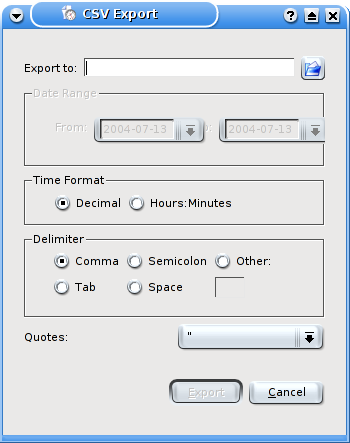 CSV Export
Export to:
Date Range
From: 2004-07-13 To: 2004-07-13
Time Format
Decimal Hours:Minutes
Delimiter
Comma Semicolon Other:
Tab Space
Quotes: "
Export Cancel